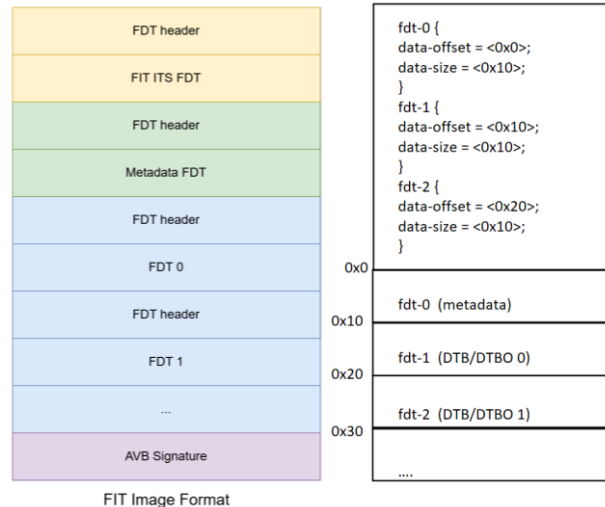 FDT header
FIT ITS FDT
FDT header
Metadata FDT
FDT header
FDT 0
FDT header
FDT 1
...
AVB Signature
FIT Image Format
fdt-0 {
data-offset = <0x0>;
data-size = <0x10>;
}
fdt-1 {
data-offset = <0x10>;
data-size = <0x10>;
}
fdt-2 {
data-offset = <0x20>;
data-size = <0x10>;
}
0x0
fdt-0 (metadata)
0x10
fdt-1 (DTB/DTBO 0)
0x20
fdt-2 (DTB/DTBO 1)
0x30
....